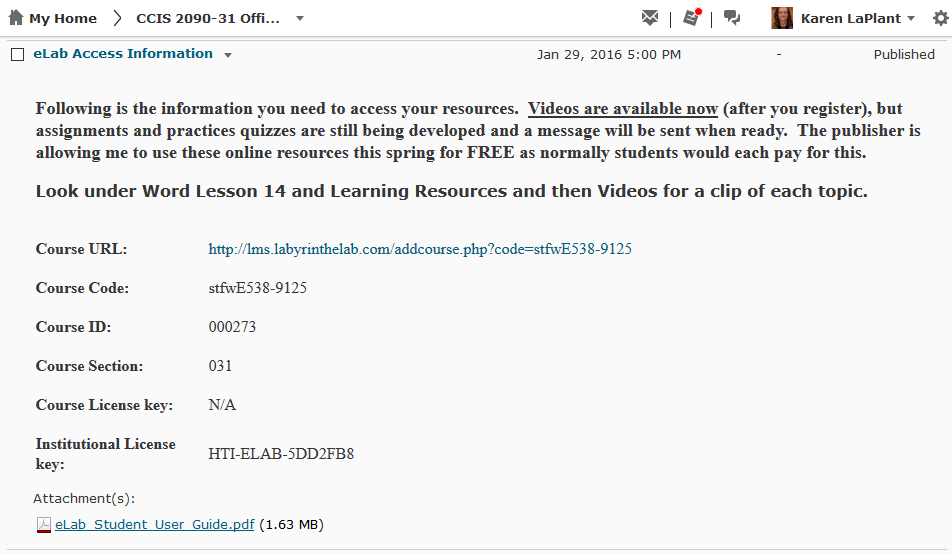 My Home CCIS 2090-31 Offi... Karen LaPlant
eLab Access Information Jan 29, 2016 5:00 PM - Published
Following is the information you need to access your resources. Videos are available now (after you register), but
assignments and practices quizzes are still being developed and a message will be sent when ready. The publisher is
allowing me to use these online resources this spring for FREE as normally students would each pay for this.
Look under Word Lesson 14 and Learning Resources and then Videos for a clip of each topic.
Course URL: http://lms.labyrinthelab.com/addcourse.php?code=stfwE538-9125
Course Code: stfwE538-9125
Course ID: 000273
Course Section: 031
Course License key: N/A
Institutional License
key: HTI-ELAB-5DD2FB8
Attachment(s):
eLab_Student_User_Guide.pdf (1.63 MB)